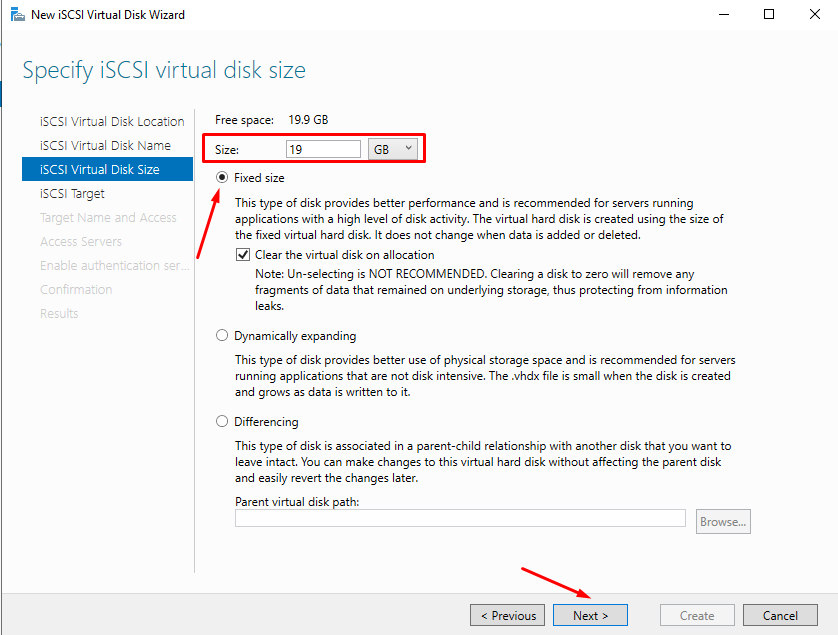 New iSCSI Virtual Disk Wizard
Specify iSCSI virtual disk size
iSCSI Virtual Disk Location
iSCSI Virtual Disk Name
iSCSI Virtual Disk Size
iSCSI Target
Target Name and Access
Access Servers
Enable authentication ser...
Confirmation
Results
Free space: 19.9 GB
Size: 19 GB
Fixed size
This type of disk provides better performance and is recommended for servers running
applications with a high level of disk activity. The virtual hard disk is created using the size of
the fixed virtual hard disk. It does not change when data is added or deleted.
Clear the virtual disk on allocation
Note: Un-selecting is NOT RECOMMENDED. Clearing a disk to zero will remove any
fragments of data that remained on underlying storage, thus protecting from information
leaks.
Dynamically expanding
This type of disk provides better use of physical storage space and is recommended for servers
running applications that are not disk intensive. The .vhdx file is small when the disk is created
and grows as data is written to it.
Differencing
This type of disk is associated in a parent-child relationship with another disk that you want to
leave intact. You can make changes to this virtual hard disk without affecting the parent disk
and easily revert the changes later.
Parent virtual disk path:
Browse...
< Previous
Next >
Create
Cancel